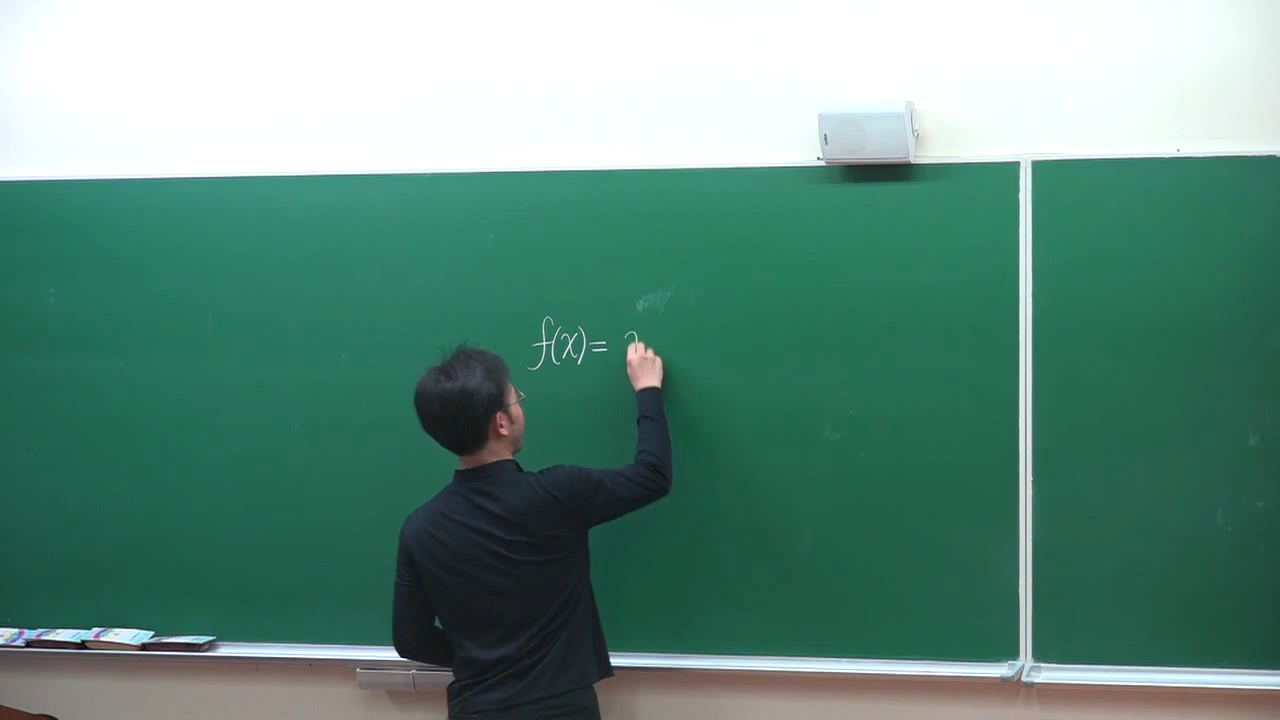 f(x) =